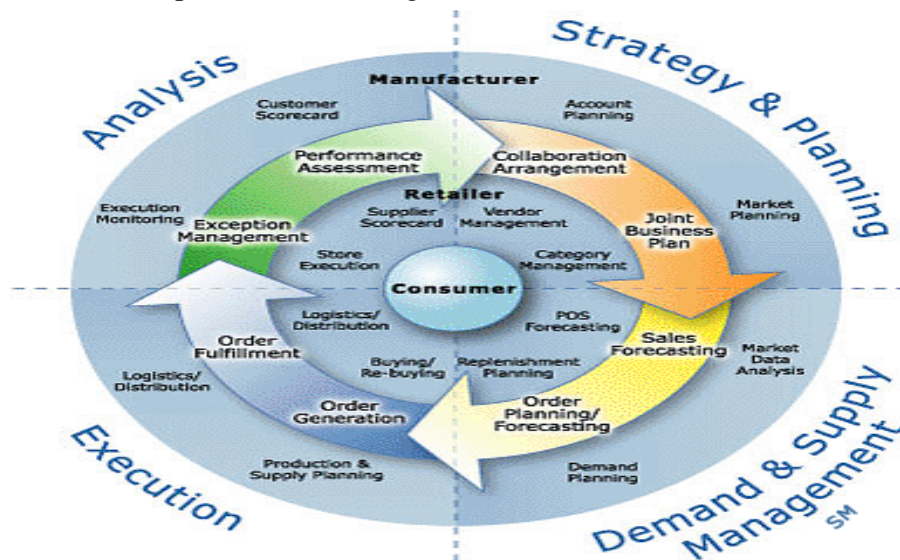 Analysis
Strategy & Planning
Manufacturer
Customer
Scorecard
Account
Planning
Performance
Assessment
Collaboration
Arrangement
Retailer
Execution
Monitoring
Exception
Management
Supplier
Scorecard
Vendor
Management
Joint
Business
Plan
Market
Planning
Store
Execution
Category
Management
Consumer
Logistics/
Distribution
POS
Forecasting
Order
Fulfillment
Sales
Forecasting
Buying/
Re-buying
Replenishment
Planning
Market
Data
Analysis
Logistics/
Distribution
Order
Generation
Order
Planning/
Forecasting
Production &
Supply Planning
Demand
Planning
Execution
Demand & Supply
Management
SM